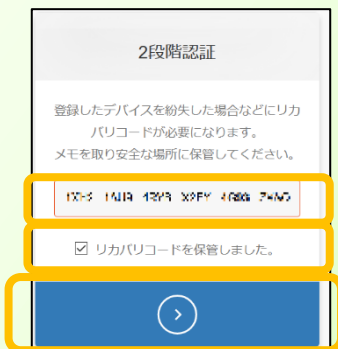 2段階認証
登録したデバイスを紛失した場合などにリカ
バリコードが必要になります。
メモを取り安全な場所に保管してください。
リカバリコードを保管しました。